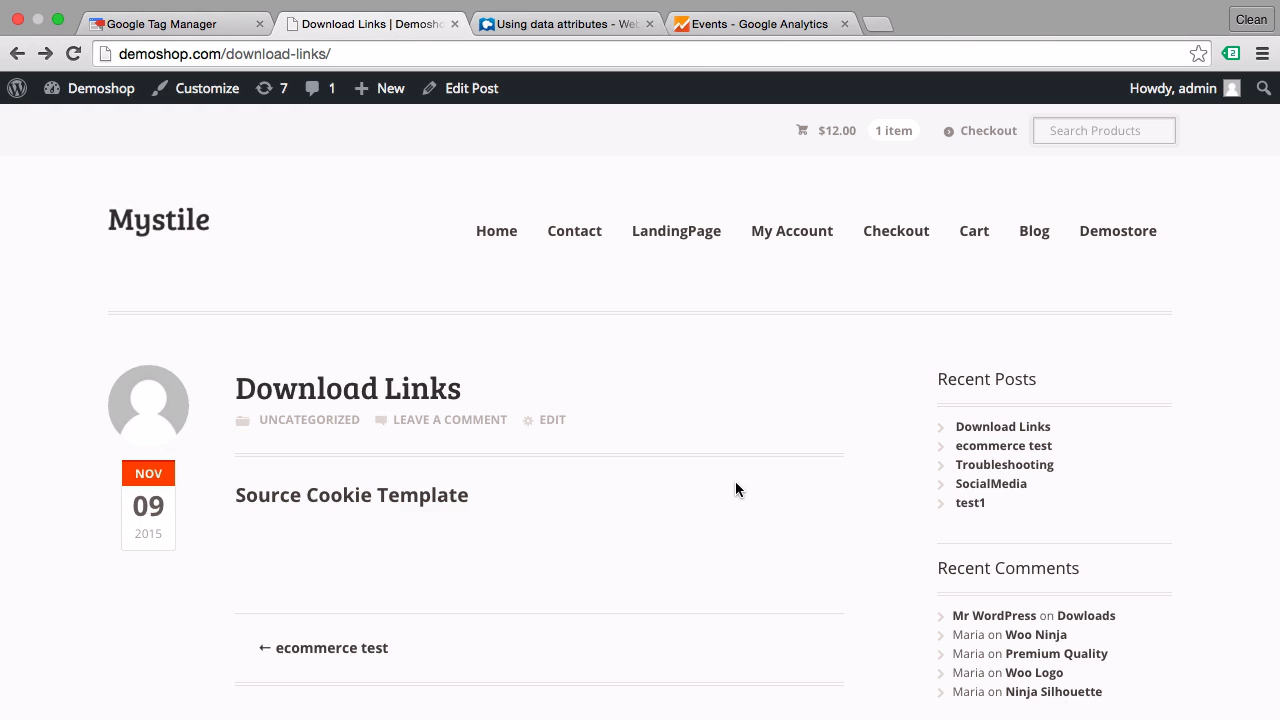 Google Tag Manager
Download Links | Demosh
Using data attributes - Web
Events - Google Analytics
Clean
demoshop.com/download-links/
2
Demoshop
Customize
7
1
New
Edit Post
Howdy, admin
$12.00
1 item
Checkout
Search Products
Mystile
Home
Contact
LandingPage
My Account
Checkout
Cart
Blog
Demostore
NOV
09
2015
Download Links
UNCATEGORIZED
LEAVE A COMMENT
EDIT
Source Cookie Template
← ecommerce test
Recent Posts
Download Links
ecommerce test
Troubleshooting
SocialMedia
test1
Recent Comments
Mr WordPress on Dowloads
Maria on Woo Ninja
Maria on Premium Quality
Maria on Woo Logo
Maria on Ninja Silhouette